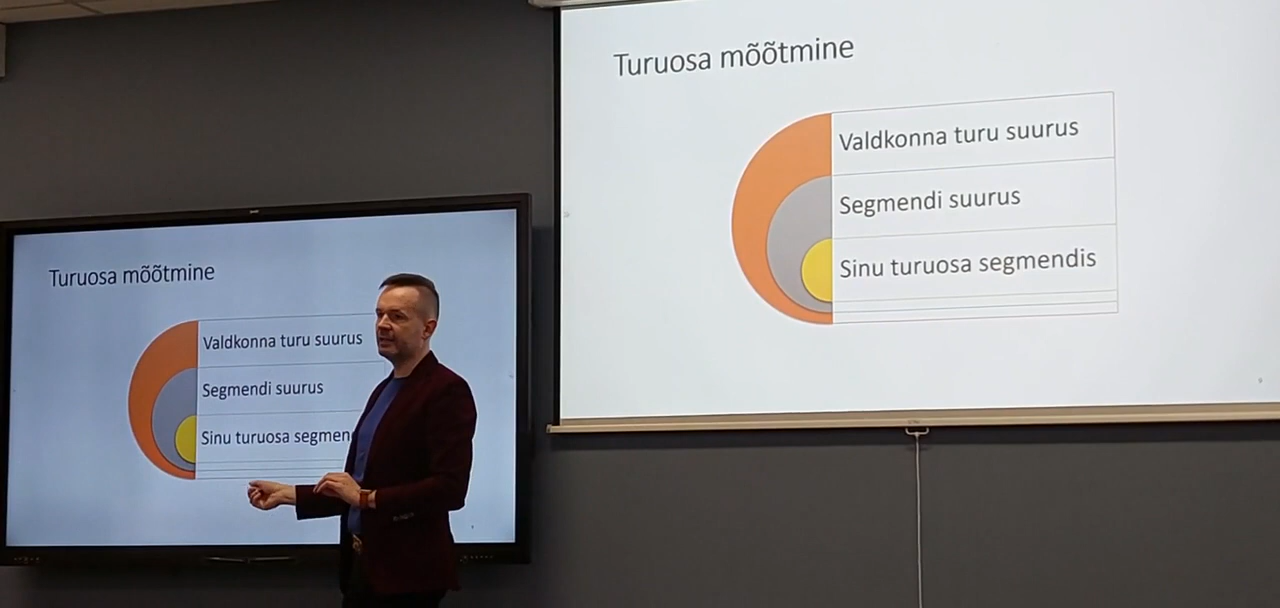 Turuosa mõõtmine
Valdkonna turu suurus
Segmendi suurus
Sinu turuosa segmen
Turuosa mõõtmine
Valdkonna turu suurus
Segmendi suurus
Sinu turuosa segmendis